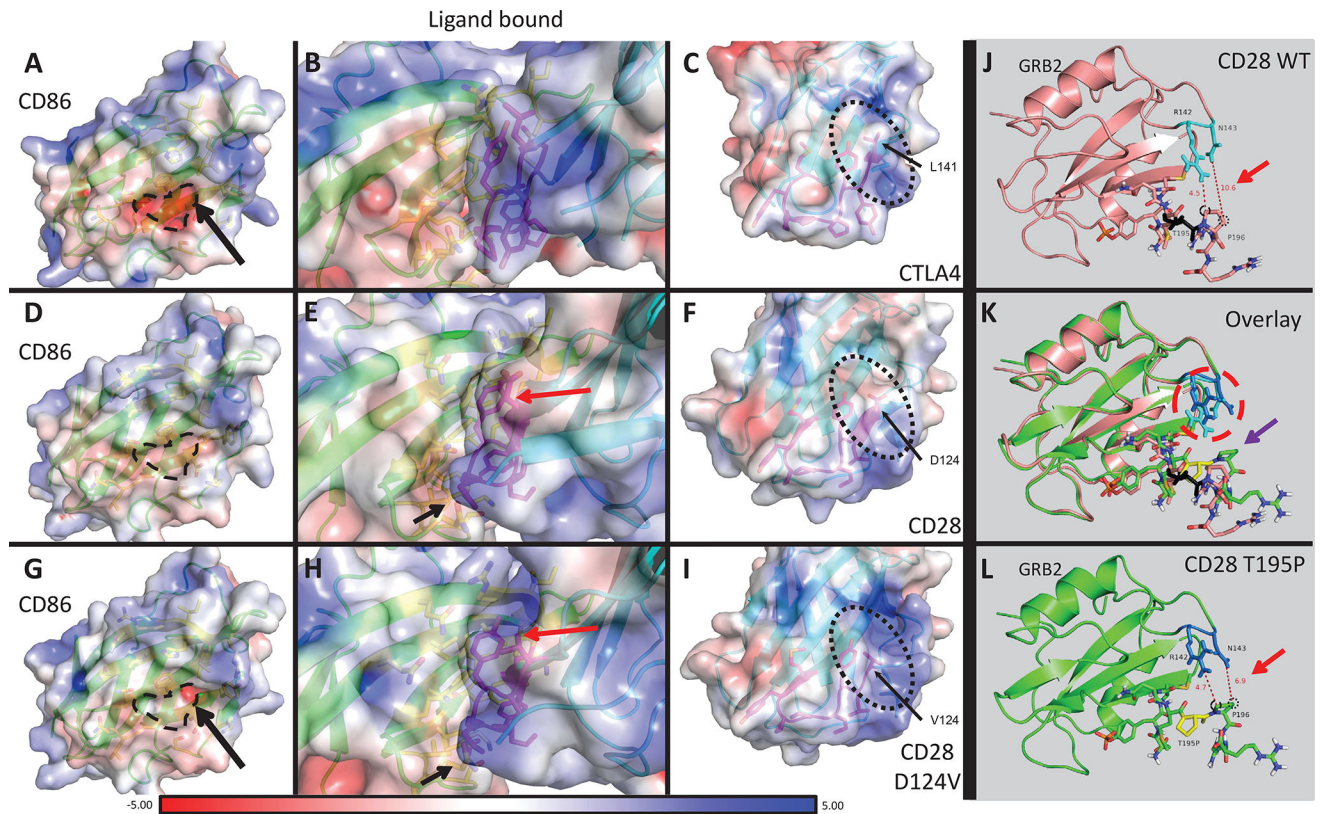 Ligand bound
A
CD86
B
C
L141
CTLA4
D
CD86
E
F
D124
CD28
G
CD86
H
I
V124
CD28
D124V
-5.00
5.00
J
CD28 WT
GRB2
R142
N143
4.5
10.6
T195
P196
K
Overlay
L
CD28 T195P
GRB2
R142
N143
4.7
6.9
P196
T195P